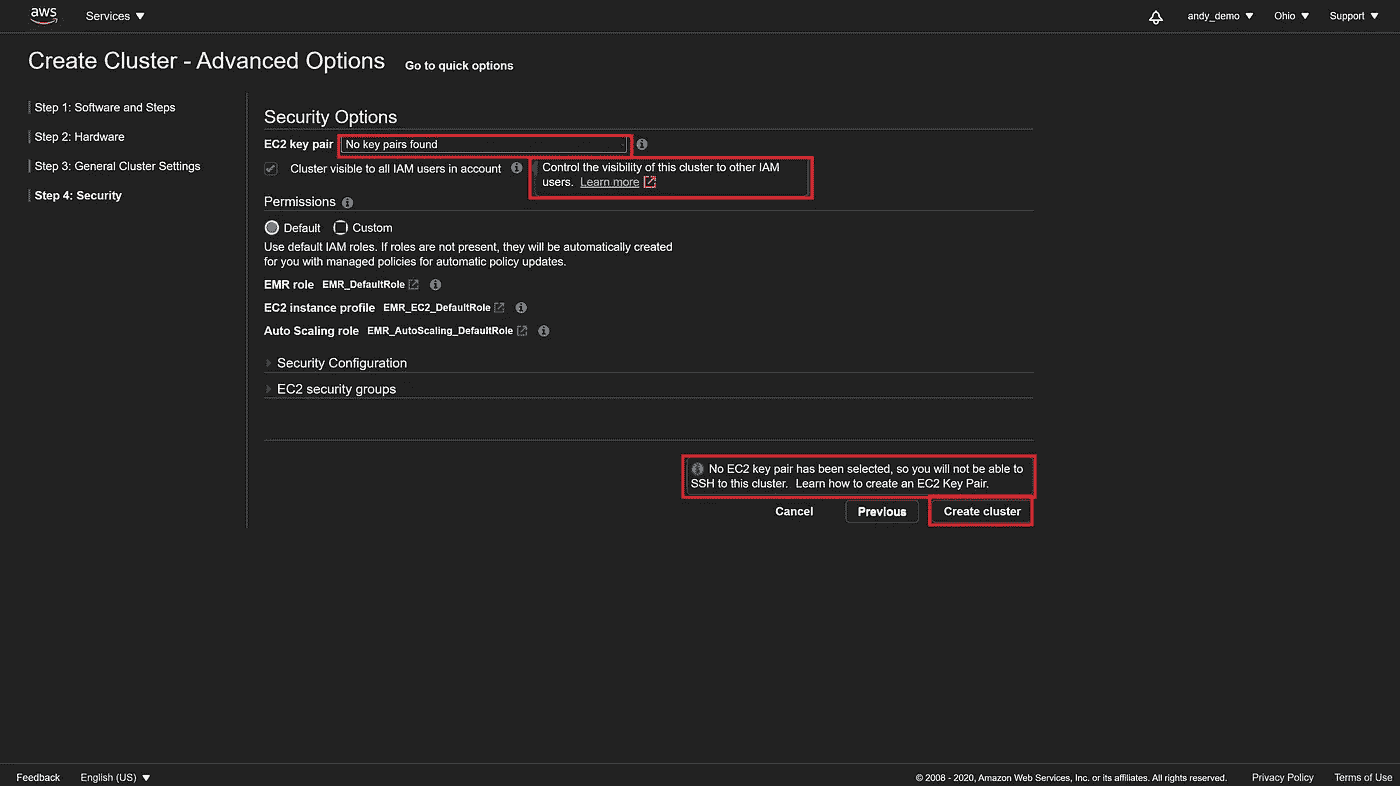 aws
Services
andy_demo
Ohio
Support
Create Cluster - Advanced Options
Go to quick options
Step 1: Software and Steps
Step 2: Hardware
Step 3: General Cluster Settings
Step 4: Security
Security Options
EC2 key pair
No key pairs found
Cluster visible to all IAM users in account
Control the visibility of this cluster to other IAM
users. Learn more
Permissions
Default
Custom
Use default IAM roles. If roles are not present, they will be automatically created
for you with managed policies for automatic policy updates.
EMR role EMR_DefaultRole
EC2 instance profile EMR_EC2_DefaultRole
Auto Scaling role EMR_AutoScaling_DefaultRole
Security Configuration
EC2 security groups
No EC2 key pair has been selected, so you will not be able to
SSH to this cluster. Learn how to create an EC2 Key Pair.
Cancel
Previous
Create cluster
Feedback
English (US)
© 2008 - 2020, Amazon Web Services, Inc. or its affiliates. All rights reserved.
Privacy Policy
Terms of Use